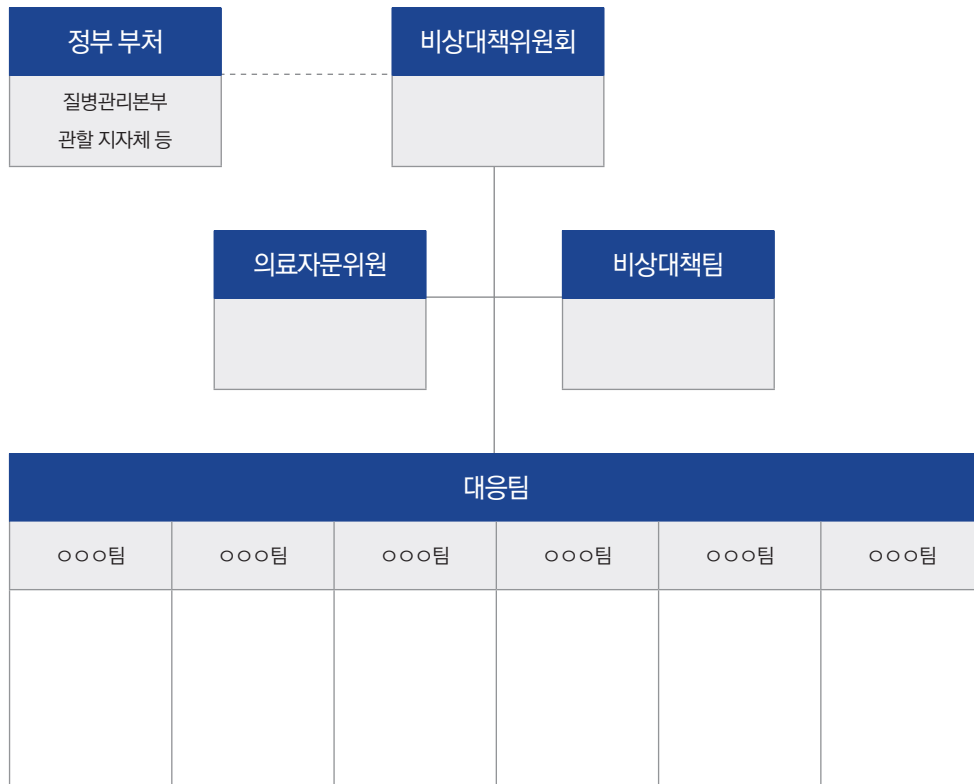 정부 부처
비상대책위원회
질병관리본부
관할 지자체 등
의료자문위원
비상대책팀
대응팀
ㅇㅇㅇ팀 ㅇㅇㅇ팀 ㅇㅇㅇ팀 ㅇㅇㅇ팀 ㅇㅇㅇ팀 ㅇㅇㅇ팀